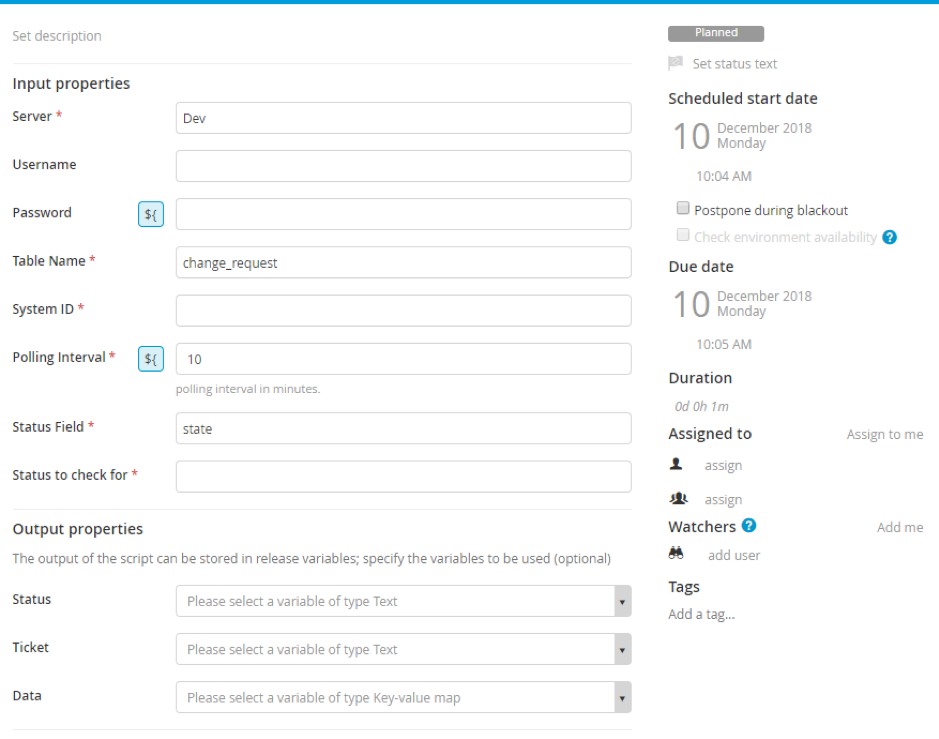 Set description
Input properties
Server *
Dev
Username
Password
${
Table Name *
change_request
System ID *
Polling Interval *
${
10
polling interval in minutes.
Status Field *
state
Status to check for *
Output properties
The output of the script can be stored in release variables; specify the variables to be used (optional)
Status
Please select a variable of type Text
Ticket
Please select a variable of type Text
Data
Please select a variable of type Key-value map
Planned
Set status text
Scheduled start date
10
December 2018
Monday
10:04 AM
Postpone during blackout
Check environment availability ?
Due date
10
December 2018
Monday
10:05 AM
Duration
0d 0h 1m
Assigned to
Assign to me
assign
assign
Watchers ?
Add me
add user
Tags
Add a tag...